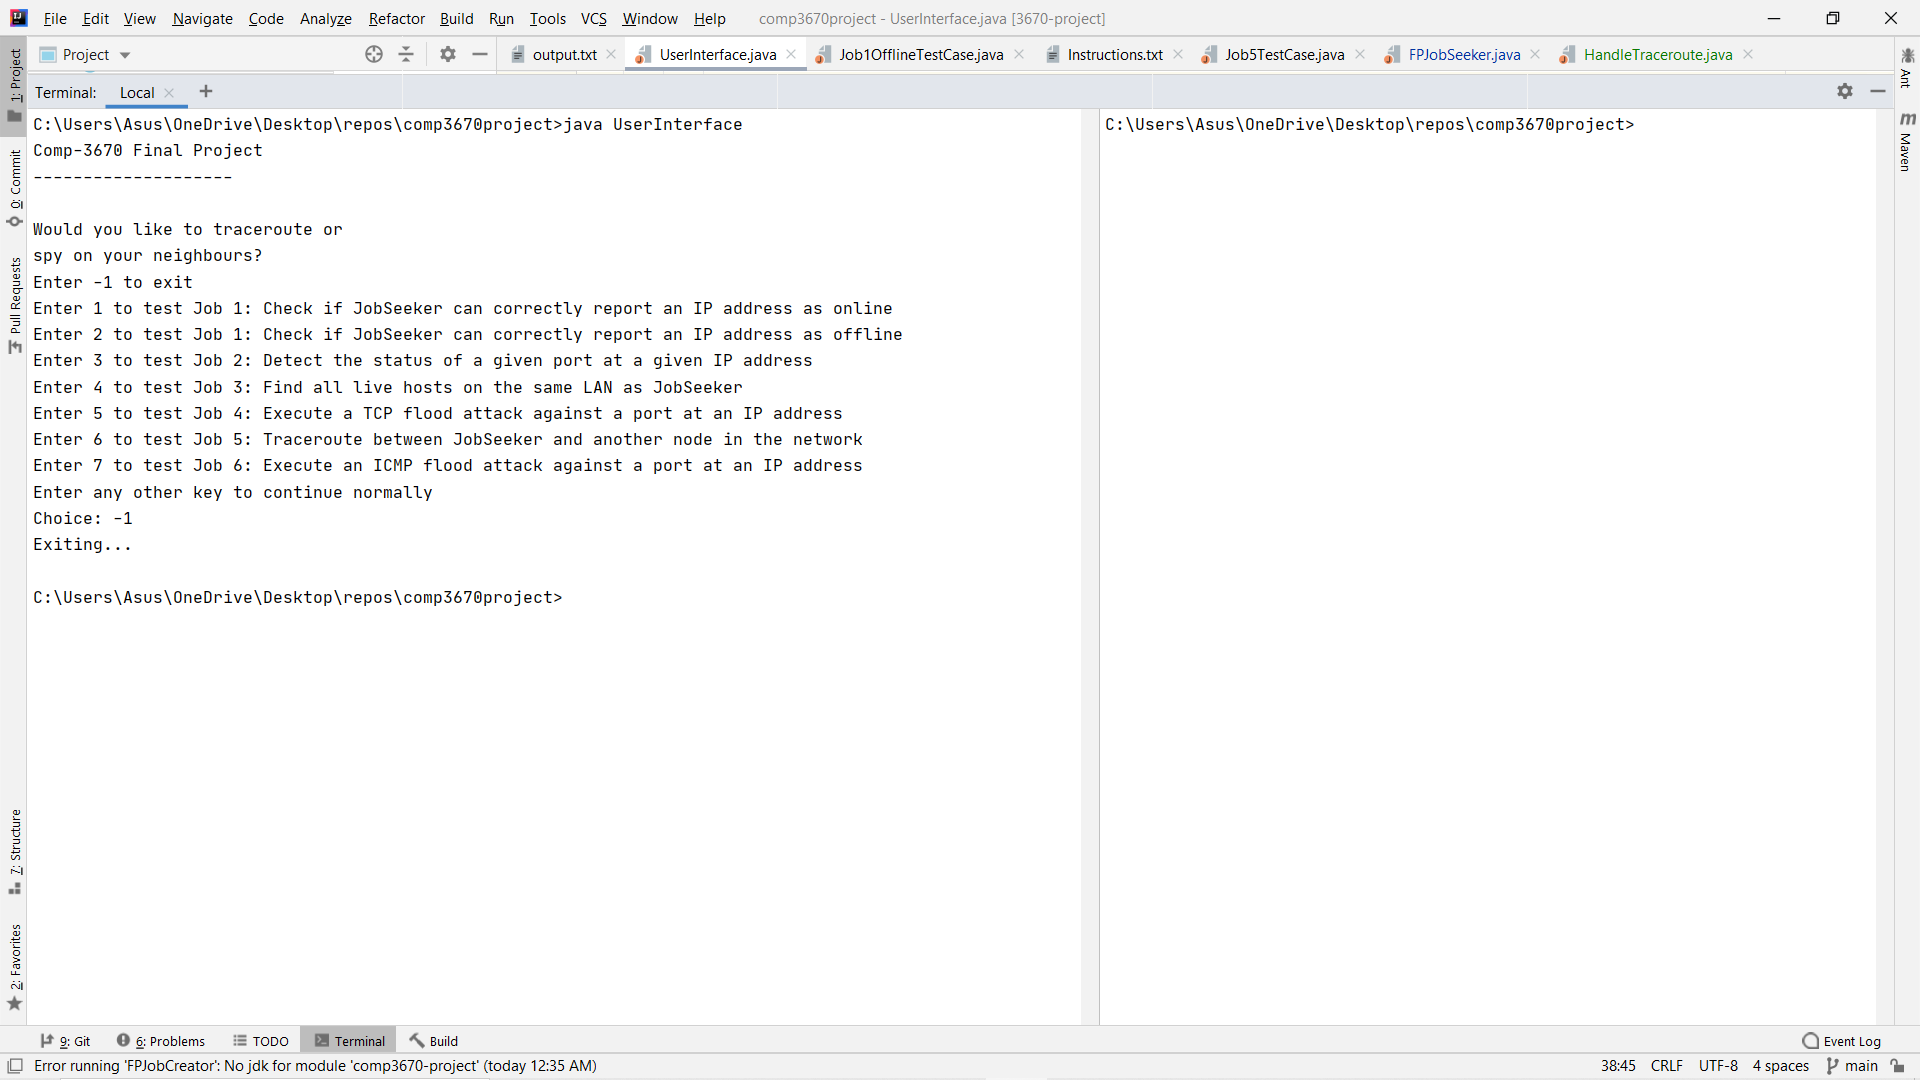 File Edit View Navigate Code Analyze Refactor Build Run Tools VCS Window Help comp3670project - UserInterface.java [3670-project]
Project output.txt UserInterface.java Job1OfflineTestCase.java Instructions.txt Job5TestCase.java FPJobSeeker.java HandleTraceroute.java
Terminal: Local +
C:\Users\Asus\OneDrive\Desktop\repos\comp3670project>java UserInterface
Comp-3670 Final Project
--------------------
Would you like to traceroute or
spy on your neighbours?
Enter -1 to exit
Enter 1 to test Job 1: Check if JobSeeker can correctly report an IP address as online
Enter 2 to test Job 1: Check if JobSeeker can correctly report an IP address as offline
Enter 3 to test Job 2: Detect the status of a given port at a given IP address
Enter 4 to test Job 3: Find all live hosts on the same LAN as JobSeeker
Enter 5 to test Job 4: Execute a TCP flood attack against a port at an IP address
Enter 6 to test Job 5: Traceroute between JobSeeker and another node in the network
Enter 7 to test Job 6: Execute an ICMP flood attack against a port at an IP address
Enter any other key to continue normally
Choice: -1
Exiting...
C:\Users\Asus\OneDrive\Desktop\repos\comp3670project>
C:\Users\Asus\OneDrive\Desktop\repos\comp3670project>
1: Project
0: Commit
Pull Requests
7: Structure
2: Favorites
Ant
m Maven
9: Git 6: Problems TODO Terminal Build Event Log
Error running 'FPJobCreator': No jdk for module 'comp3670-project' (today 12:35 AM) 38:45 CRLF UTF-8 4 spaces main